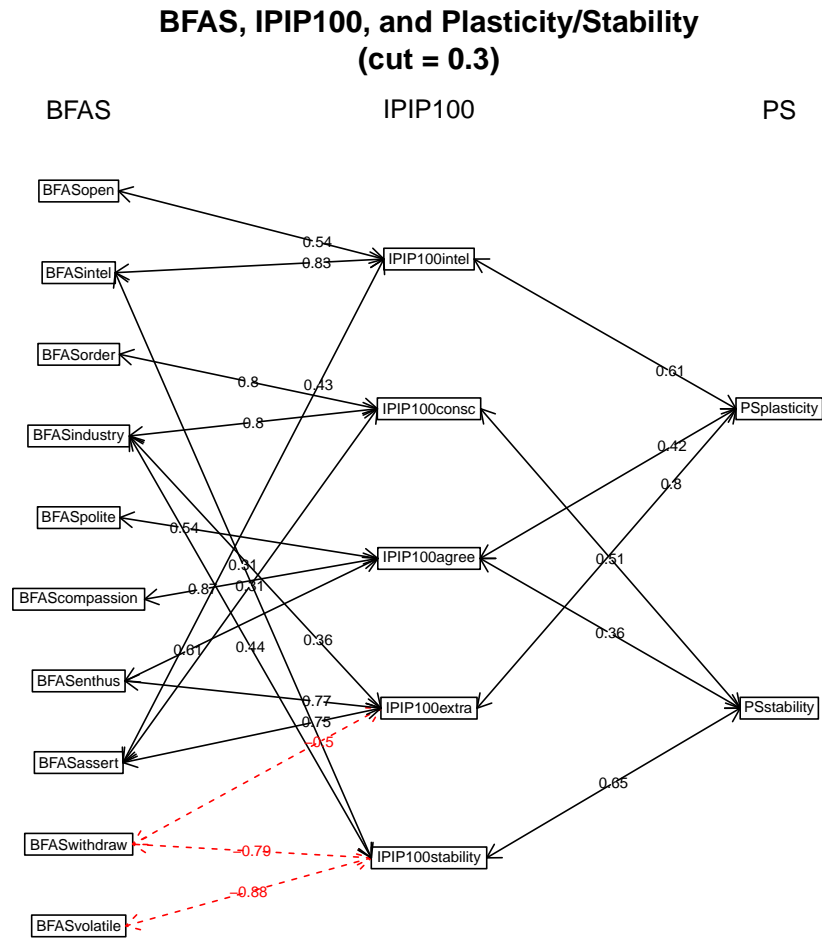 BFAS, IPIP100, and Plasticity/Stability
(cut = 0.3)
BFAS IPIP100 PS
BFASopen
0.54
IPIP100intel
0.83
BFASintel
BFASorder
0.61
0.8
0.43
IPIP100consc
PSplasticity
0.8
BFASindustry
0.42
0.8
BFASpolite
0.54
IPIP100agree
0.51
0.31
0.87
0.31
BFAScompassion
0.36
0.36
0.44
0.61
BFASenthus
0.77
IPIP100extra
PSstability
0.75
−0.5
BFASassert
0.65
BFASwithdraw
−0.79
IPIP100stability
−0.88
BFASvolatile